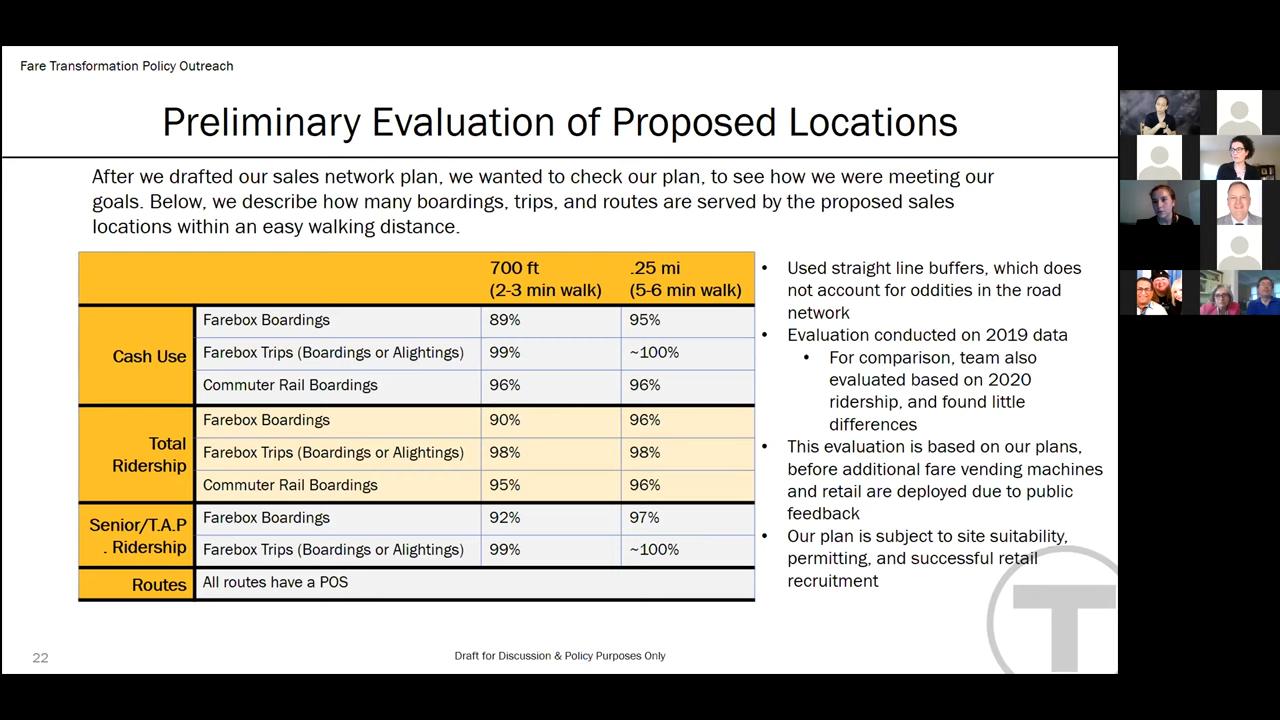 Fare Transformation Policy Outreach
Preliminary Evaluation of Proposed Locations
After we drafted our sales network plan, we wanted to check our plan, to see how we were meeting our
goals. Below, we describe how many boardings, trips, and routes are served by the proposed sales
locations within an easy walking distance.
700 ft .25 mi
(2-3 min walk) (5-6 min walk)
Cash Use
Farebox Boardings 89% 95%
Farebox Trips (Boardings or Alightings) 99% ~100%
Commuter Rail Boardings 96% 96%
Total
Ridership
Farebox Boardings 90% 96%
Farebox Trips (Boardings or Alightings) 98% 98%
Commuter Rail Boardings 95% 96%
Senior/T.A.P
. Ridership
Farebox Boardings 92% 97%
Farebox Trips (Boardings or Alightings) 99% ~100%
Routes All routes have a POS
• Used straight line buffers, which does
not account for oddities in the road
network
• Evaluation conducted on 2019 data
• For comparison, team also
evaluated based on 2020
ridership, and found little
differences
• This evaluation is based on our plans,
before additional fare vending machines
and retail are deployed due to public
feedback
• Our plan is subject to site suitability,
permitting, and successful retail
recruitment
T
22
Draft for Discussion & Policy Purposes Only